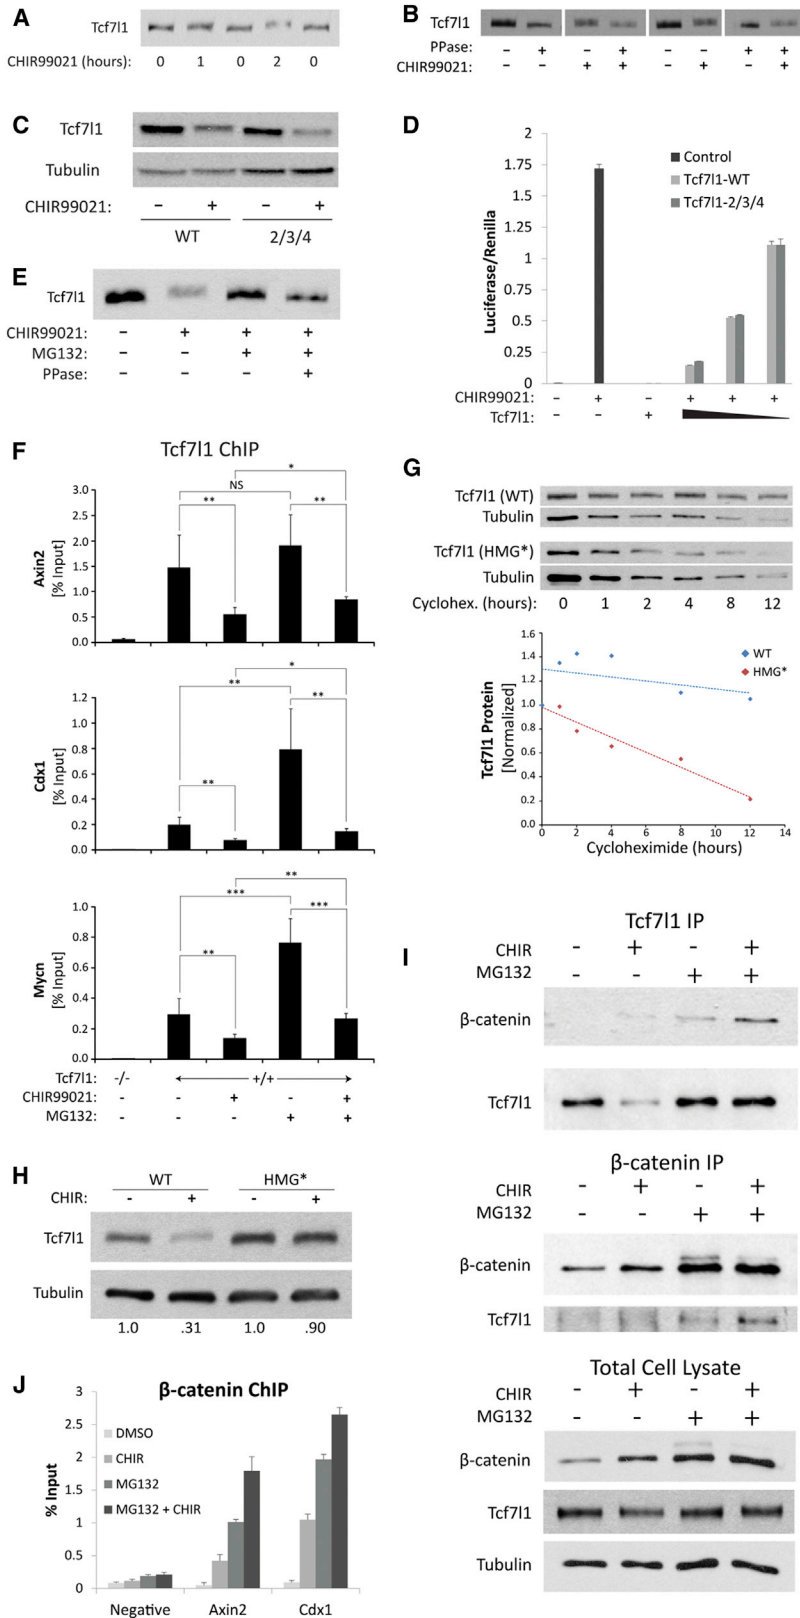 A
Tcf7l1
CHIR99021 (hours): 0 1 0 2 0
B
Tcf7l1
PPase: - + - + - - + +
CHIR99021: - - + + - + - +
C
Tcf7l1
Tubulin
CHIR99021: - + - +
WT 2/3/4
D
2
1.75
1.5
1.25
1
0.75
0.5
0.25
0
Luciferase/Renilla
Control
Tcf7l1-WT
Tcf7l1-2/3/4
CHIR99021: - + - + + +
Tcf7l1: - - +
E
Tcf7l1
CHIR99021: - + + +
MG132: - - + +
PPase: - - - +
F
Tcf7l1 ChIP
*
NS
** **
3.0
2.5
2.0
1.5
1.0
0.5
0.0
Axin2
[% Input]
*
** **
**
1.2
1.0
0.8
0.6
0.4
0.2
0.0
Cdx1
[% Input]
**
*** ***
**
1.0
0.8
0.6
0.4
0.2
0.0
Mycn
[% Input]
Tcf7l1: -/- +/+
CHIR99021: - - + - +
MG132: - - - + +
G
Tcf7l1 (WT)
Tubulin
Tcf7l1 (HMG*)
Tubulin
Cyclohex. (hours): 0 1 2 4 8 12
1.6
1.4
1.2
1.0
0.8
0.6
0.4
0.2
0.0
Tcf7l1 Protein
[Normalized]
WT
HMG*
0 2 4 6 8 10 12 14
Cycloheximide (hours)
H
WT HMG*
CHIR: - + - +
Tcf7l1
Tubulin
1.0 .31 1.0 .90
I
Tcf7l1 IP
CHIR - + - +
MG132 - - + +
β-catenin
Tcf7l1
β-catenin IP
CHIR - + - +
MG132 - - + +
β-catenin
Tcf7l1
Total Cell Lysate
CHIR - + - +
MG132 - - + +
β-catenin
Tcf7l1
Tubulin
J
β-catenin ChIP
3
2.5
2
1.5
1
0.5
0
% Input
DMSO
CHIR
MG132
MG132 + CHIR
Negative Axin2 Cdx1